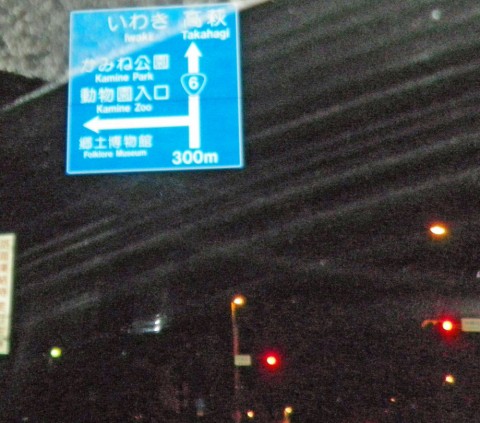 いわき 高萩
Iwaki Takahagi
かみね公園
Kamine Park
6
動物園入口
Kamine Zoo
郷土博物館
Folklore Museum
300m